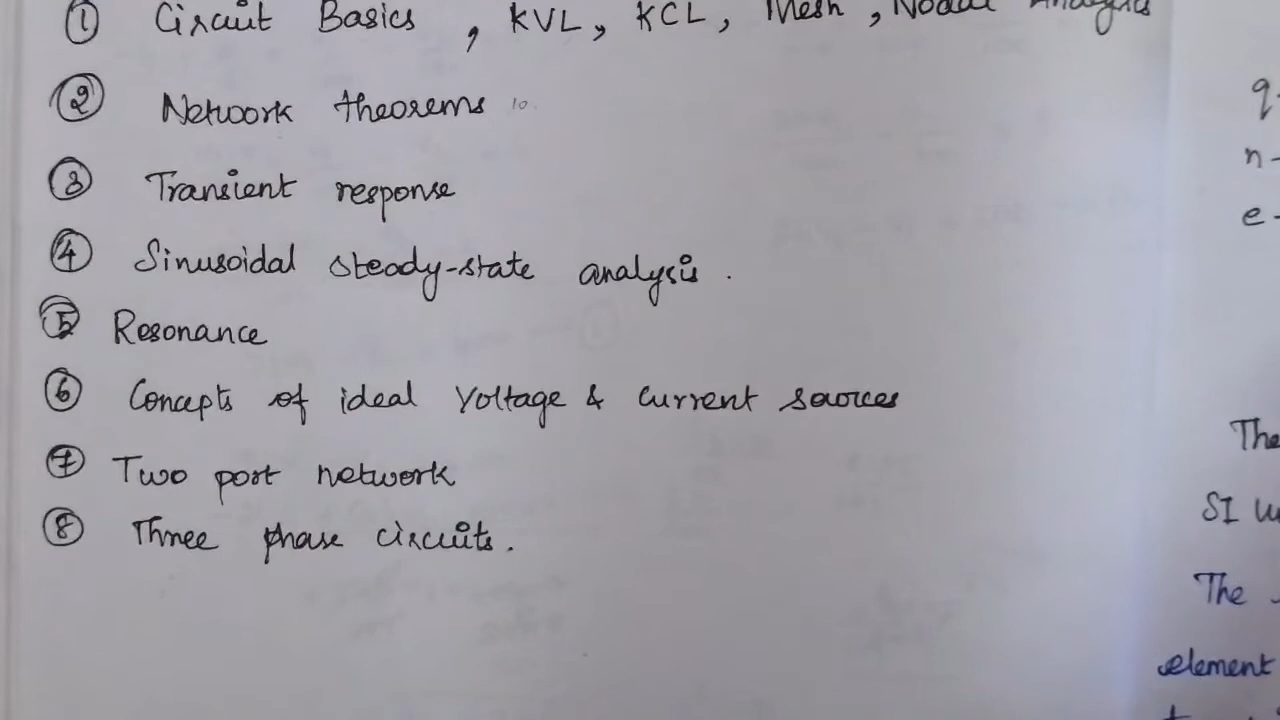 ① Circuit Basics , KVL, KCL, Mesh , Nodal Analysis
② Network theorems 10.
③ Transient response
④ Sinusoidal steady-state analysis .
⑤ Resonance
⑥ Concepts of ideal Voltage & Current sources
⑦ Two port network
⑧ Three phase circuits.
q-
n-
e-
The
SI
The
element